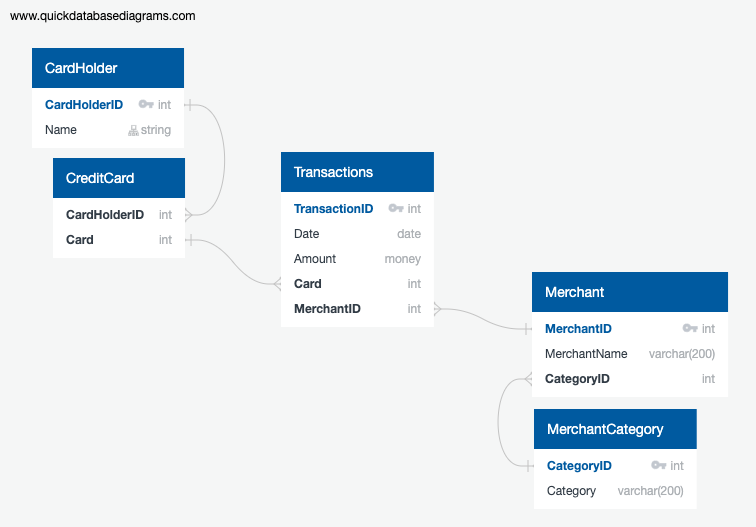 www.quickdatabasediagrams.com
CardHolder
CardHolderID int
Name string
CreditCard
CardHolderID int
Card int
Transactions
TransactionID int
Date date
Amount money
Card int
MerchantID int
Merchant
MerchantID int
MerchantName varchar(200)
CategoryID int
MerchantCategory
CategoryID int
Category varchar(200)